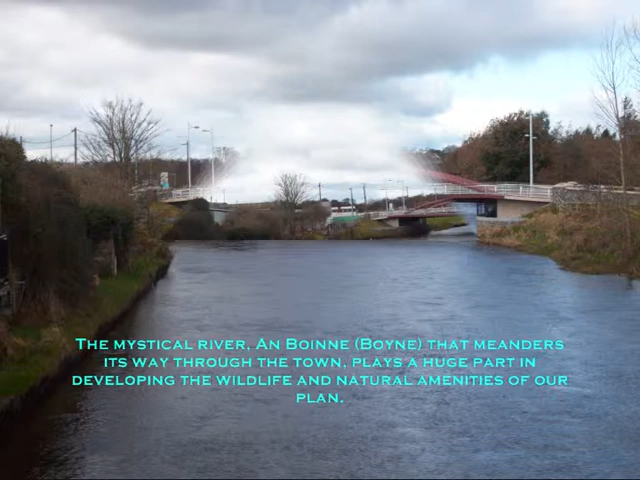 The mystical river, An Boinne (Boyne) that meanders
its way through the town, plays a huge part in
developing the wildlife and natural amenities of our
plan.